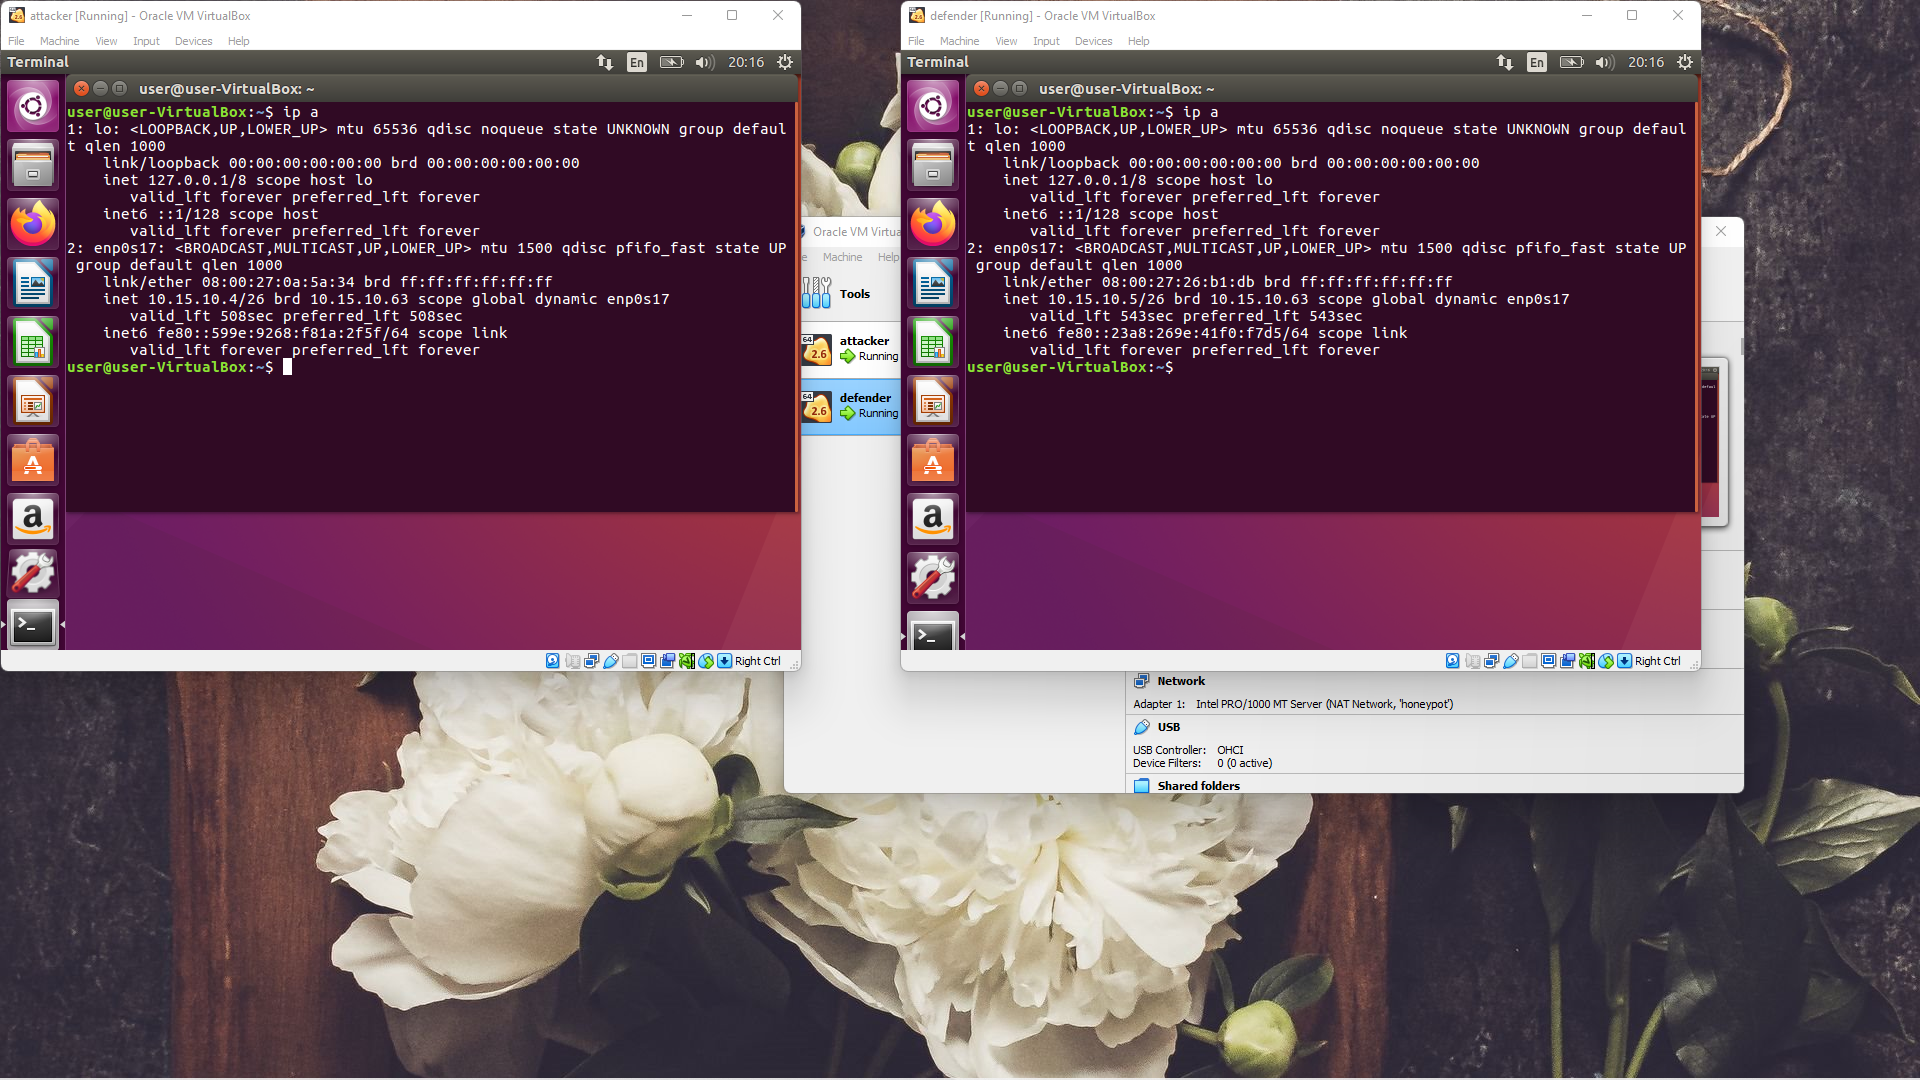 attacker [Running] - Oracle VM VirtualBox
File Machine View Input Devices Help
Terminal
En
20:16
user@user-VirtualBox: ~
user@user-VirtualBox:~$ ip a
1: lo: <LOOPBACK,UP,LOWER_UP> mtu 65536 qdisc noqueue state UNKNOWN group defaul
t qlen 1000
link/loopback 00:00:00:00:00:00 brd 00:00:00:00:00:00
inet 127.0.0.1/8 scope host lo
valid_lft forever preferred_lft forever
inet6 ::1/128 scope host
valid_lft forever preferred_lft forever
2: enp0s17: <BROADCAST,MULTICAST,UP,LOWER_UP> mtu 1500 qdisc pfifo_fast state UP
group default qlen 1000
link/ether 08:00:27:0a:5a:34 brd ff:ff:ff:ff:ff:ff
inet 10.15.10.4/26 brd 10.15.10.63 scope global dynamic enp0s17
valid_lft 508sec preferred_lft 508sec
inet6 fe80::599e:9268:f81a:2f5f/64 scope link
valid_lft forever preferred_lft forever
user@user-VirtualBox:~$
Right Ctrl
Oracle VM Virtua
e Machine Help
Tools
64
2.6
attacker
Running
64
2.6
defender
Running
defender [Running] - Oracle VM VirtualBox
File Machine View Input Devices Help
Terminal
En
20:16
user@user-VirtualBox: ~
user@user-VirtualBox:~$ ip a
1: lo: <LOOPBACK,UP,LOWER_UP> mtu 65536 qdisc noqueue state UNKNOWN group defaul
t qlen 1000
link/loopback 00:00:00:00:00:00 brd 00:00:00:00:00:00
inet 127.0.0.1/8 scope host lo
valid_lft forever preferred_lft forever
inet6 ::1/128 scope host
valid_lft forever preferred_lft forever
2: enp0s17: <BROADCAST,MULTICAST,UP,LOWER_UP> mtu 1500 qdisc pfifo_fast state UP
group default qlen 1000
link/ether 08:00:27:26:b1:db brd ff:ff:ff:ff:ff:ff
inet 10.15.10.5/26 brd 10.15.10.63 scope global dynamic enp0s17
valid_lft 543sec preferred_lft 543sec
inet6 fe80::23a8:269e:41f0:f7d5/64 scope link
valid_lft forever preferred_lft forever
user@user-VirtualBox:~$
Right Ctrl
Network
Adapter 1: Intel PRO/1000 MT Server (NAT Network, 'honeypot')
USB
USB Controller: OHCI
Device Filters: 0 (0 active)
Shared folders